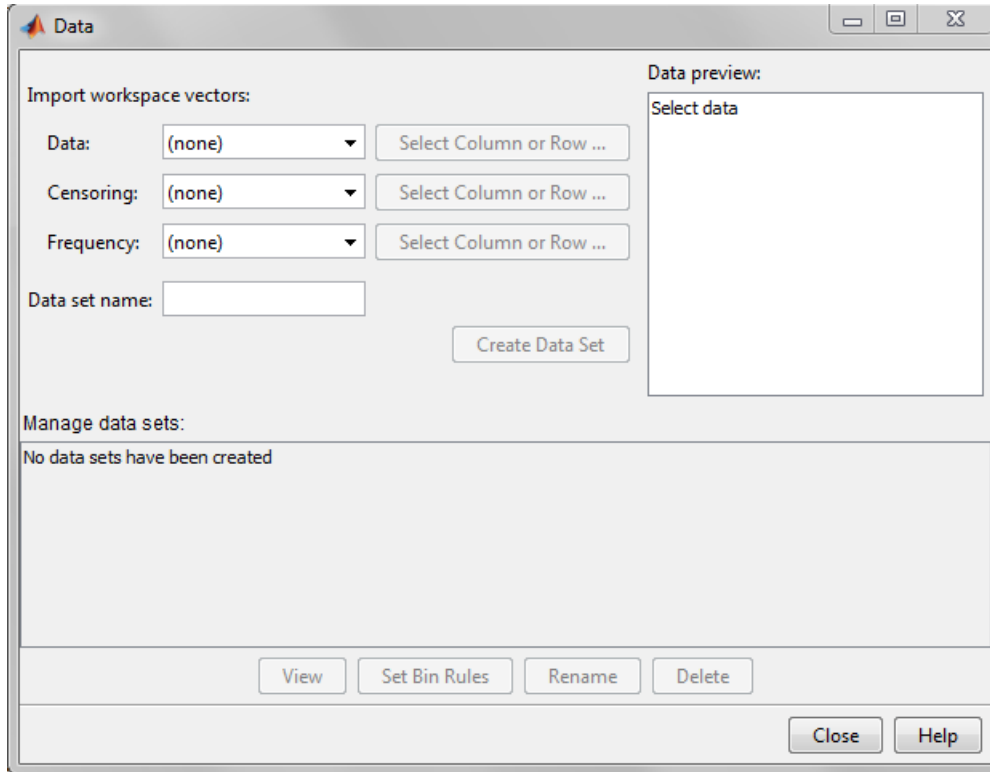 Data
Import workspace vectors:
Data: (none) Select Column or Row ...
Censoring: (none) Select Column or Row ...
Frequency: (none) Select Column or Row ...
Data set name:
Create Data Set
Data preview:
Select data
Manage data sets:
No data sets have been created
View Set Bin Rules Rename Delete
Close Help